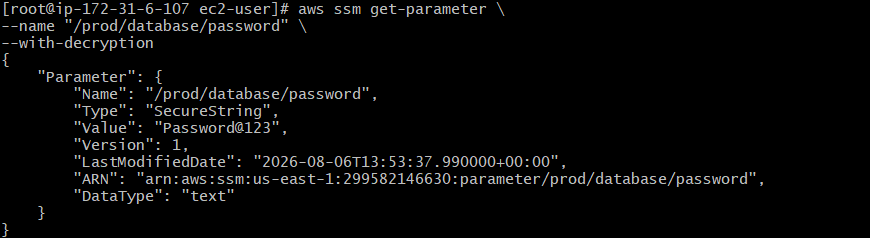 [root@ip-172-31-6-107 ec2-user]# aws ssm get-parameter \
--name "/prod/database/password" \
--with-decryption
{
    "Parameter": {
        "Name": "/prod/database/password",
        "Type": "SecureString",
        "Value": "Password@123",
        "Version": 1,
        "LastModifiedDate": "2026-08-06T13:53:37.990000+00:00",
        "ARN": "arn:aws:ssm:us-east-1:299582146630:parameter/prod/database/password",
        "DataType": "text"
    }
}